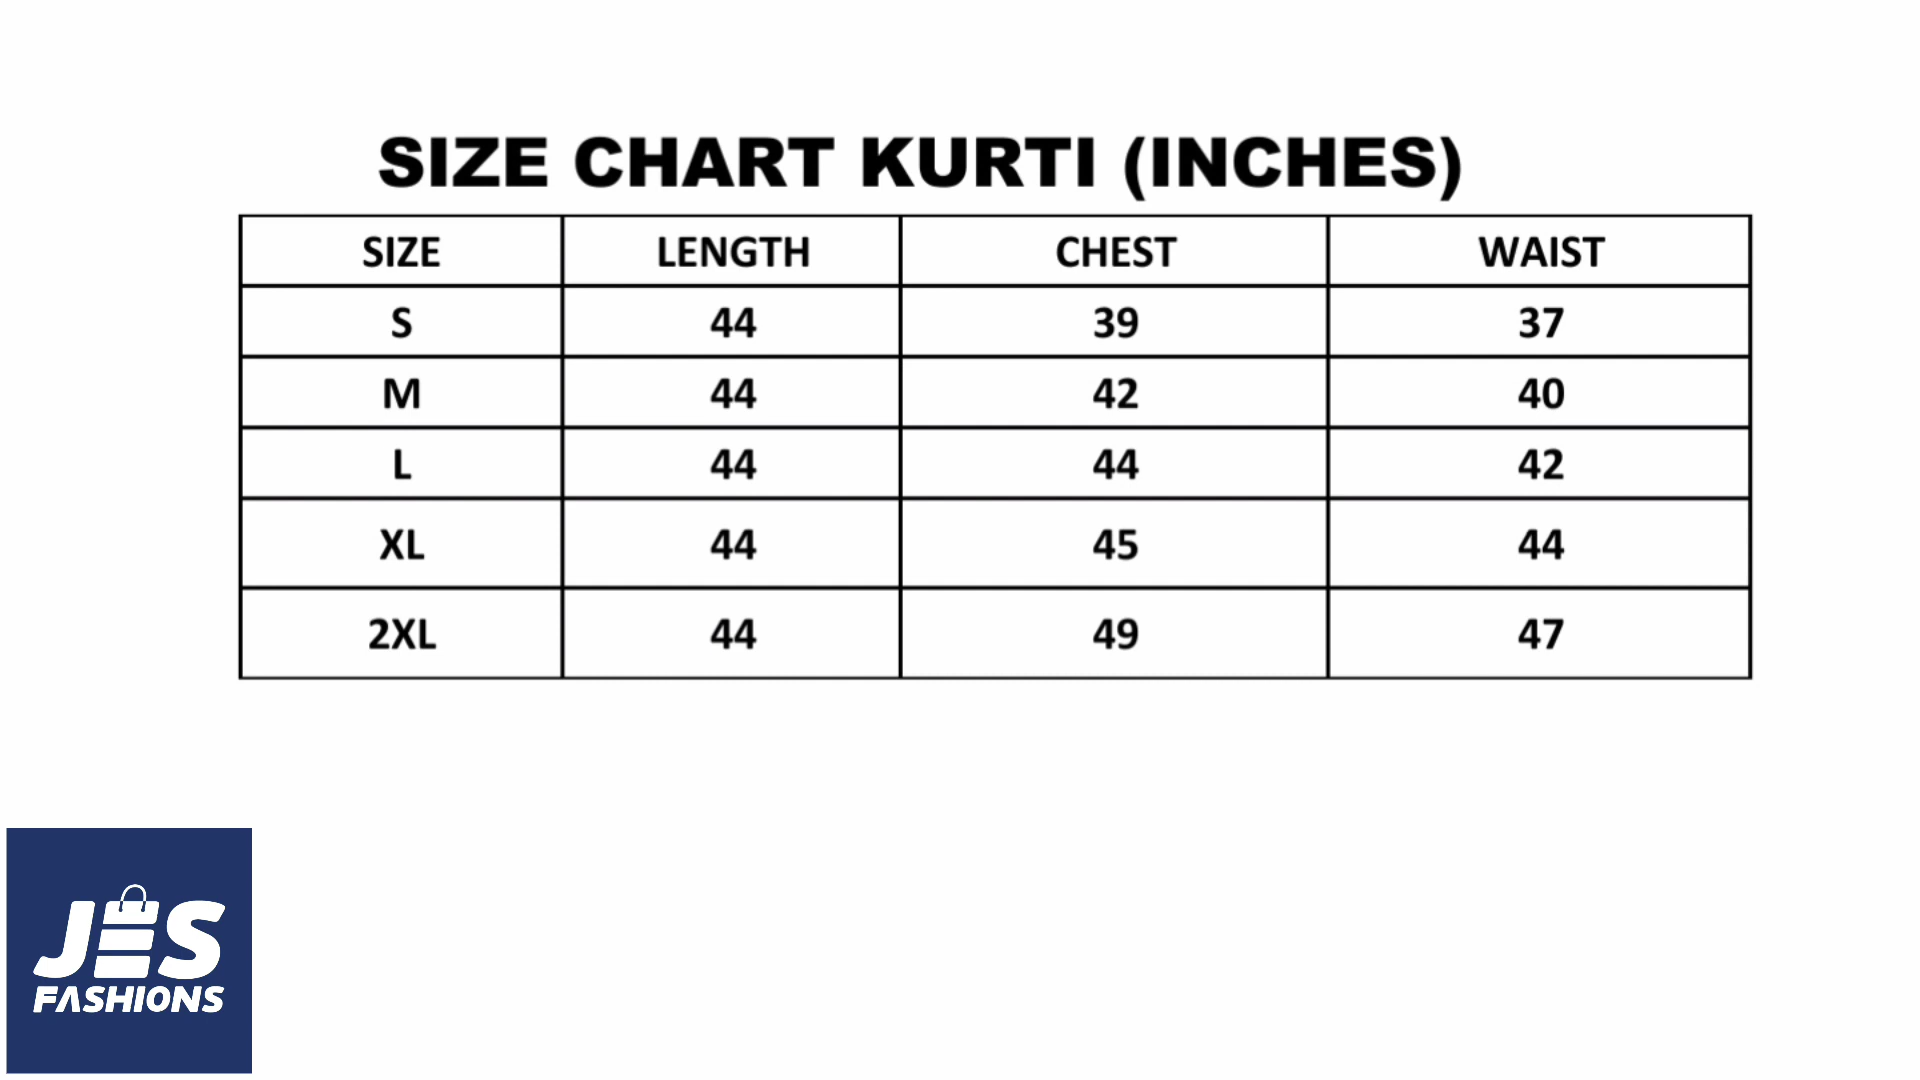 SIZE CHART KURTI (INCHES)
SIZE LENGTH CHEST WAIST
S 44 39 37
M 44 42 40
L 44 44 42
XL 44 45 44
2XL 44 49 47
JES
FASHIONS